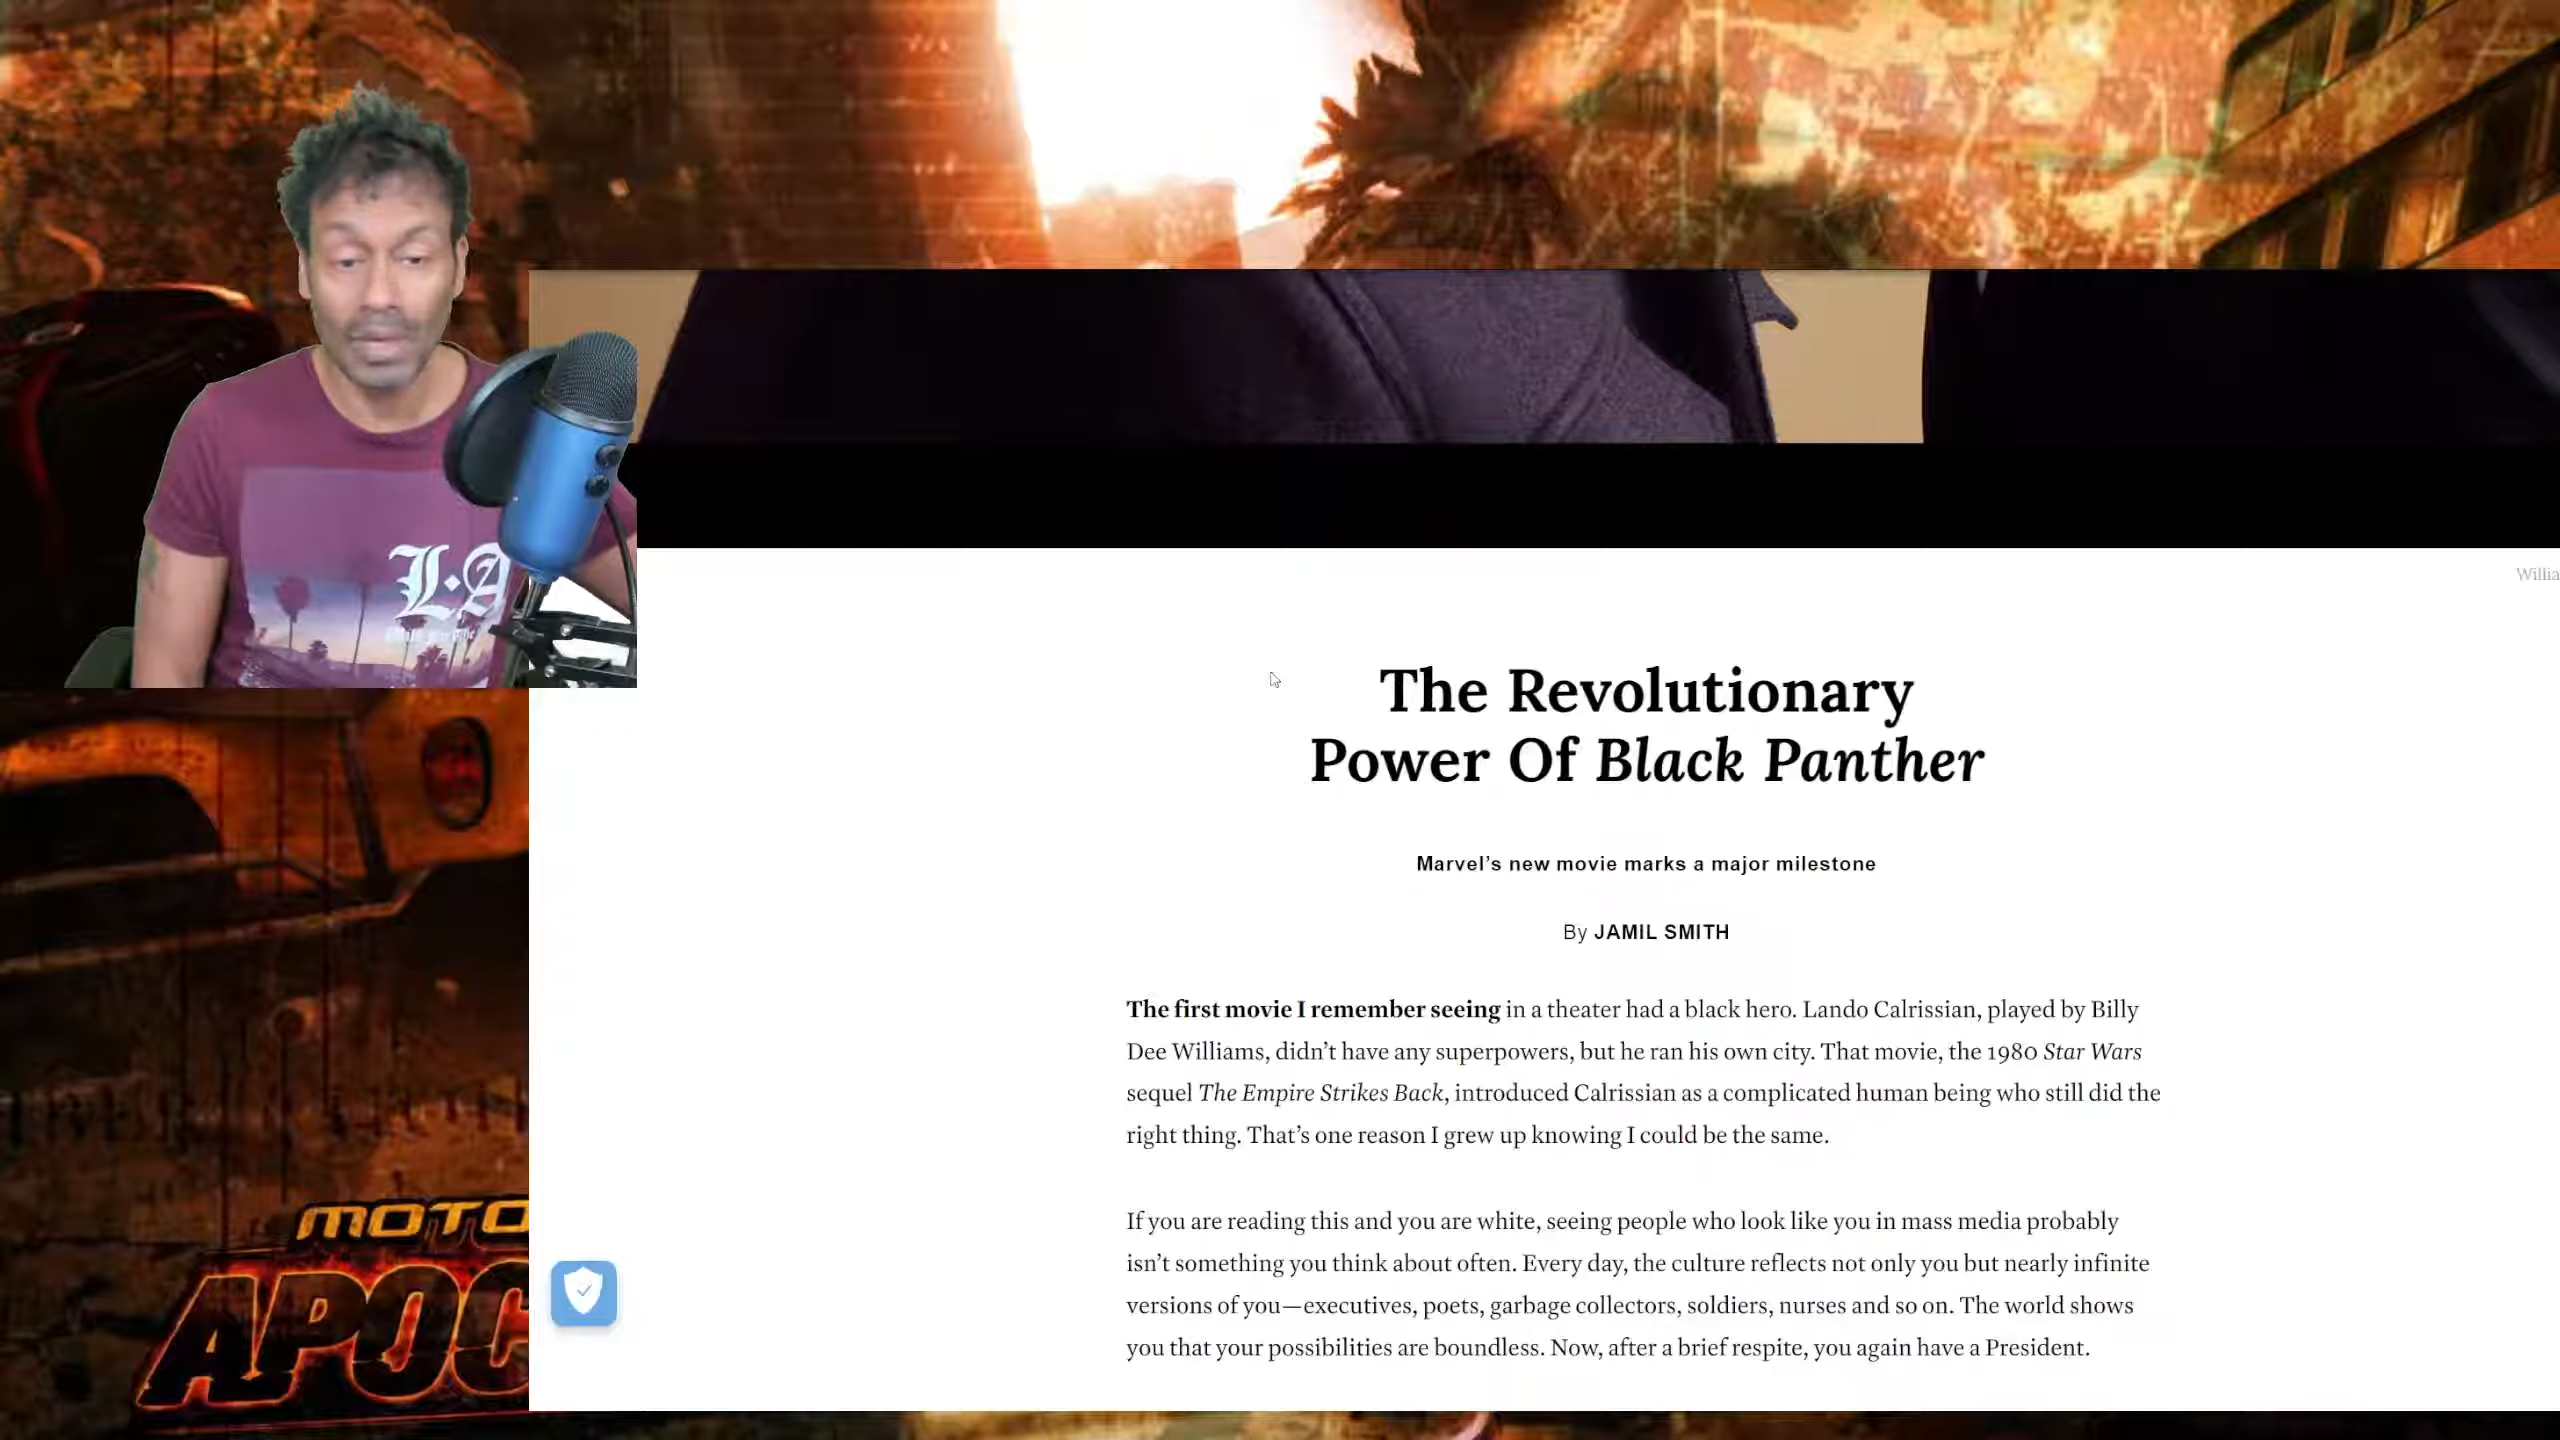 L.A
Willia
The Revolutionary
Power Of Black Panther
Marvel’s new movie marks a major milestone
By JAMIL SMITH
The first movie I remember seeing in a theater had a black hero. Lando Calrissian, played by Billy
Dee Williams, didn’t have any superpowers, but he ran his own city. That movie, the 1980 Star Wars
sequel The Empire Strikes Back, introduced Calrissian as a complicated human being who still did the
right thing. That’s one reason I grew up knowing I could be the same.
If you are reading this and you are white, seeing people who look like you in mass media probably
isn’t something you think about often. Every day, the culture reflects not only you but nearly infinite
versions of you—executives, poets, garbage collectors, soldiers, nurses and so on. The world shows
you that your possibilities are boundless. Now, after a brief respite, you again have a President.
MOTO
APOC